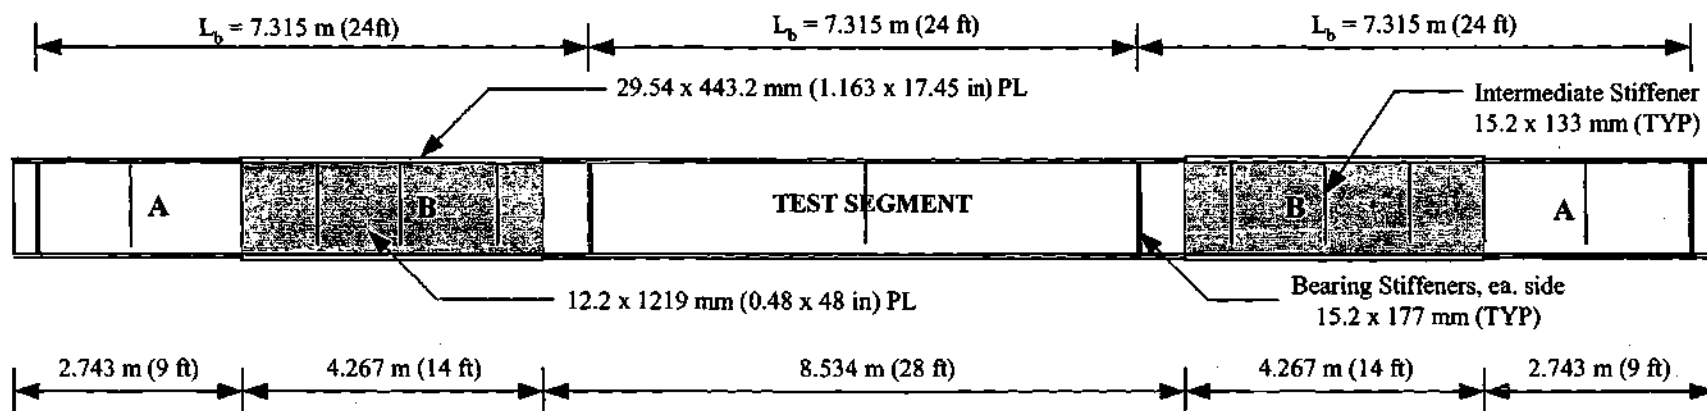 L_b = 7.315 m (24ft)
L_b = 7.315 m (24 ft)
L_b = 7.315 m (24 ft)
29.54 x 443.2 mm (1.163 x 17.45 in) PL
Intermediate Stiffener
15.2 x 133 mm (TYP)
A
B
TEST SEGMENT
B
A
12.2 x 1219 mm (0.48 x 48 in) PL
Bearing Stiffeners, ea. side
15.2 x 177 mm (TYP)
2.743 m (9 ft)
4.267 m (14 ft)
8.534 m (28 ft)
4.267 m (14 ft)
2.743 m (9 ft)